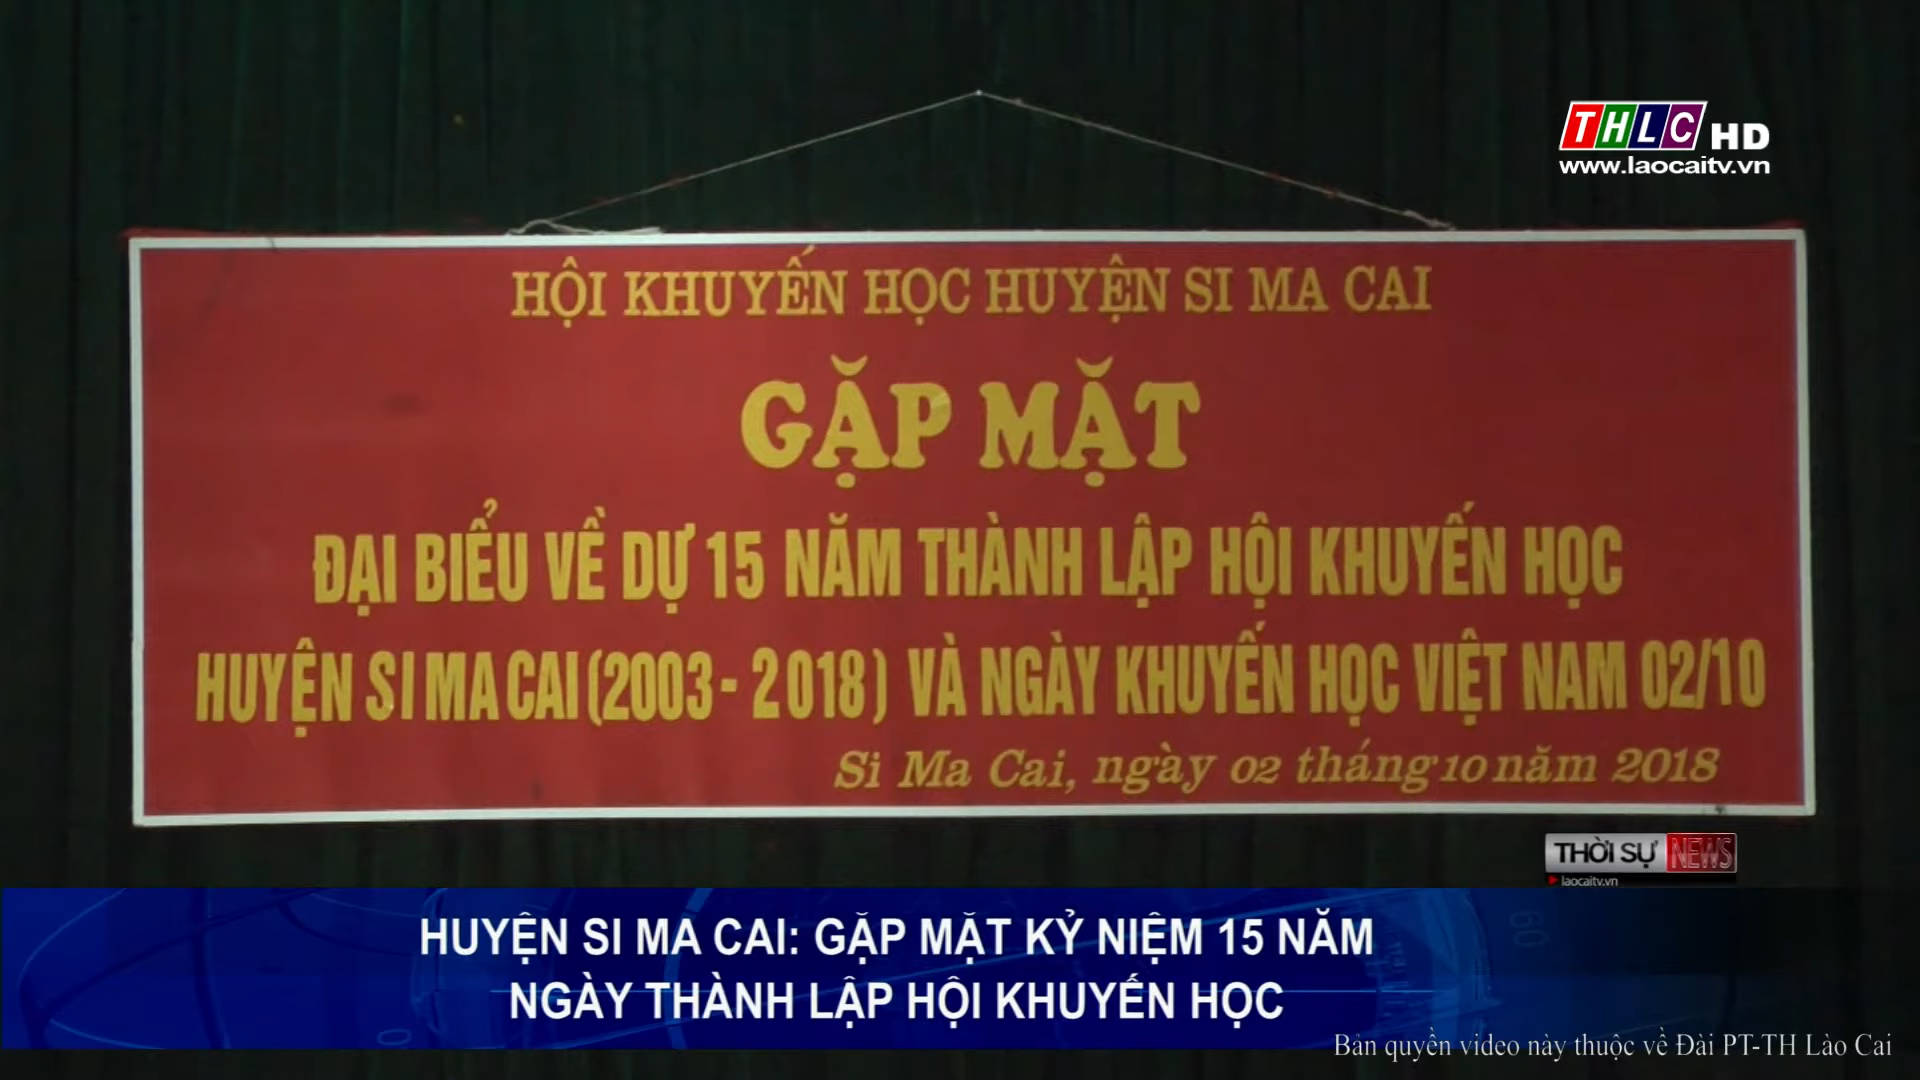 THLC HD
www.laocaitv.vn
HỘI KHUYẾN HỌC HUYỆN SI MA CAI
GẶP MẶT
ĐẠI BIỂU VỀ DỰ 15 NĂM THÀNH LẬP HỘI KHUYẾN HỌC
HUYỆN SI MA CAI (2003 - 2018) VÀ NGÀY KHUYẾN HỌC VIỆT NAM 02/10
Si Ma Cai, ngày 02 tháng 10 năm 2018
THỜI SỰ NEWS
laocaitv.vn
HUYỆN SI MA CAI: GẶP MẶT KỶ NIỆM 15 NĂM
NGÀY THÀNH LẬP HỘI KHUYẾN HỌC
Bản quyền video này thuộc về Đài PT-TH Lào Cai